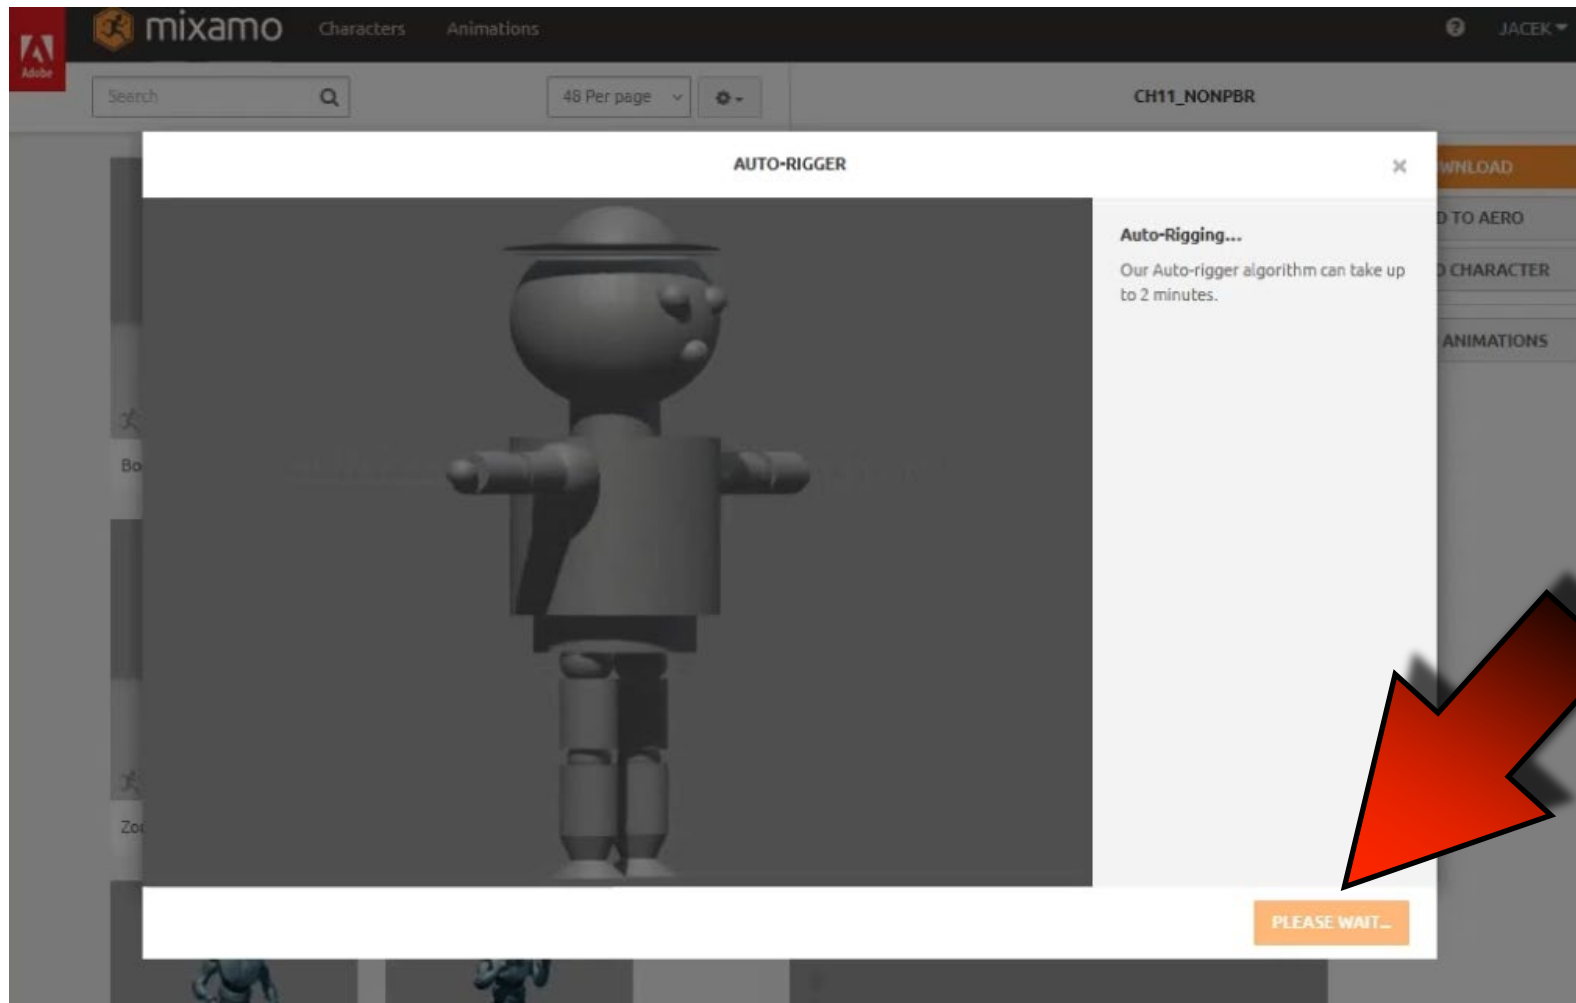 Adobe
mixamo
Characters
Animations
JACEK
Search
48 Per page
CH11_NONPBR
AUTO-RIGGER
WNLOAD
Auto-Rigging...
Our Auto-rigger algorithm can take up
to 2 minutes.
D TO AERO
CHARACTER
ANIMATIONS
Bo
Zo
PLEASE WAIT...